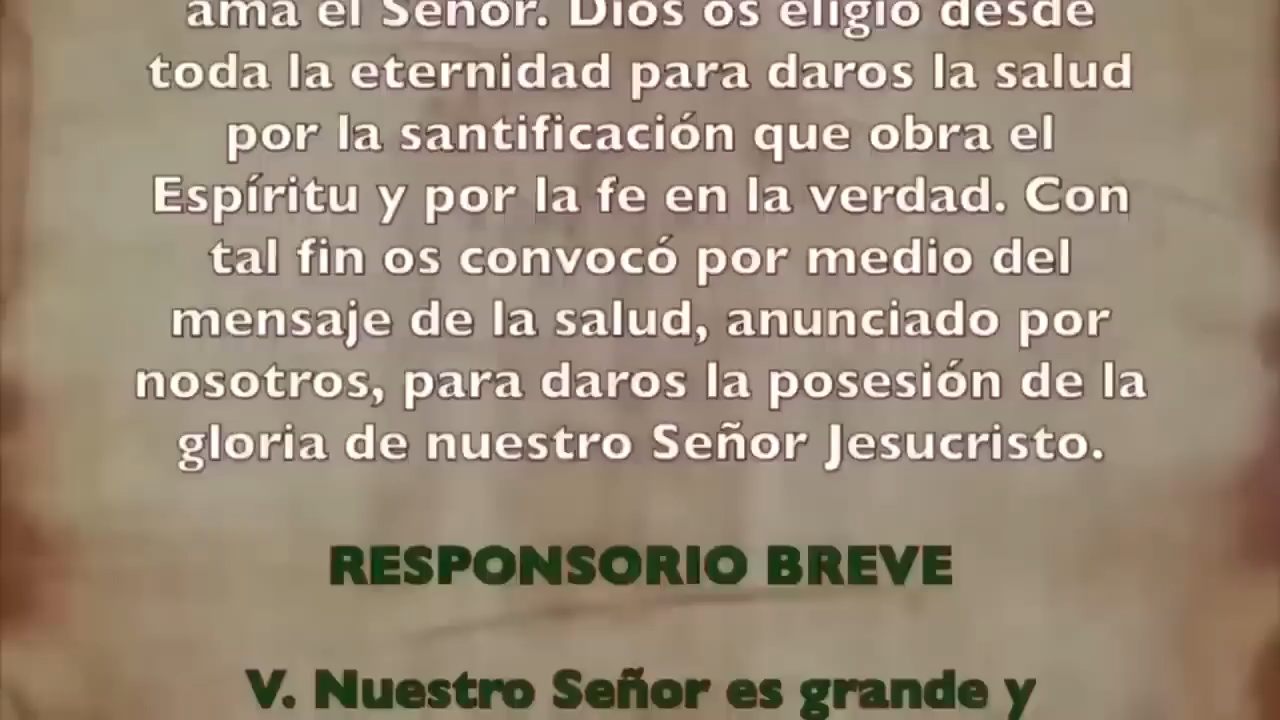 ama el Señor. Dios os eligió desde
toda la eternidad para daros la salud
por la santificación que obra el
Espíritu y por la fe en la verdad. Con
tal fin os convocó por medio del
mensaje de la salud, anunciado por
nosotros, para daros la posesión de la
gloria de nuestro Señor Jesucristo.
RESPONSORIO BREVE
V. Nuestro Señor es grande y